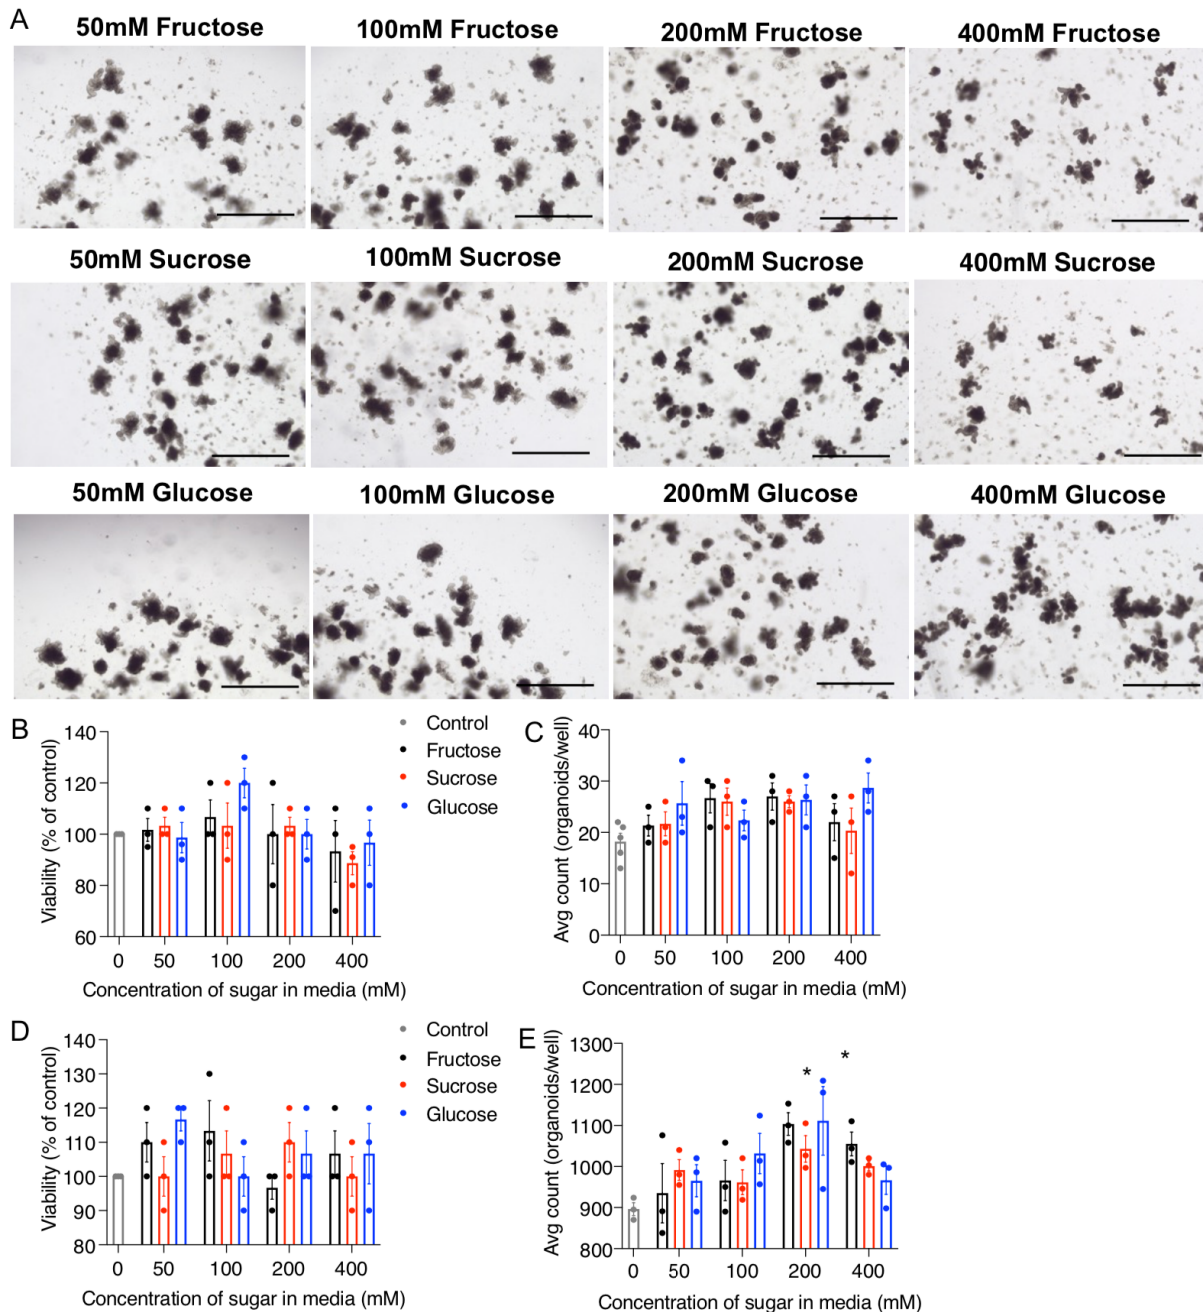 A
50mM Fructose
100mM Fructose
200mM Fructose
400mM Fructose
50mM Sucrose
100mM Sucrose
200mM Sucrose
400mM Sucrose
50mM Glucose
100mM Glucose
200mM Glucose
400mM Glucose
B
Viability (% of control)
140
120
100
80
60
0
50
100
200
400
Concentration of sugar in media (mM)
Control
Fructose
Sucrose
Glucose
C
Avg count (organoids/well)
40
30
20
10
0
0
50
100
200
400
Concentration of sugar in media (mM)
D
Viability (% of control)
140
130
120
110
100
90
80
0
50
100
200
400
Concentration of sugar in media (mM)
Control
Fructose
Sucrose
Glucose
E
Avg count (organoids/well)
1300
1200
1100
1000
900
800
*
*
0
50
100
200
400
Concentration of sugar in media (mM)